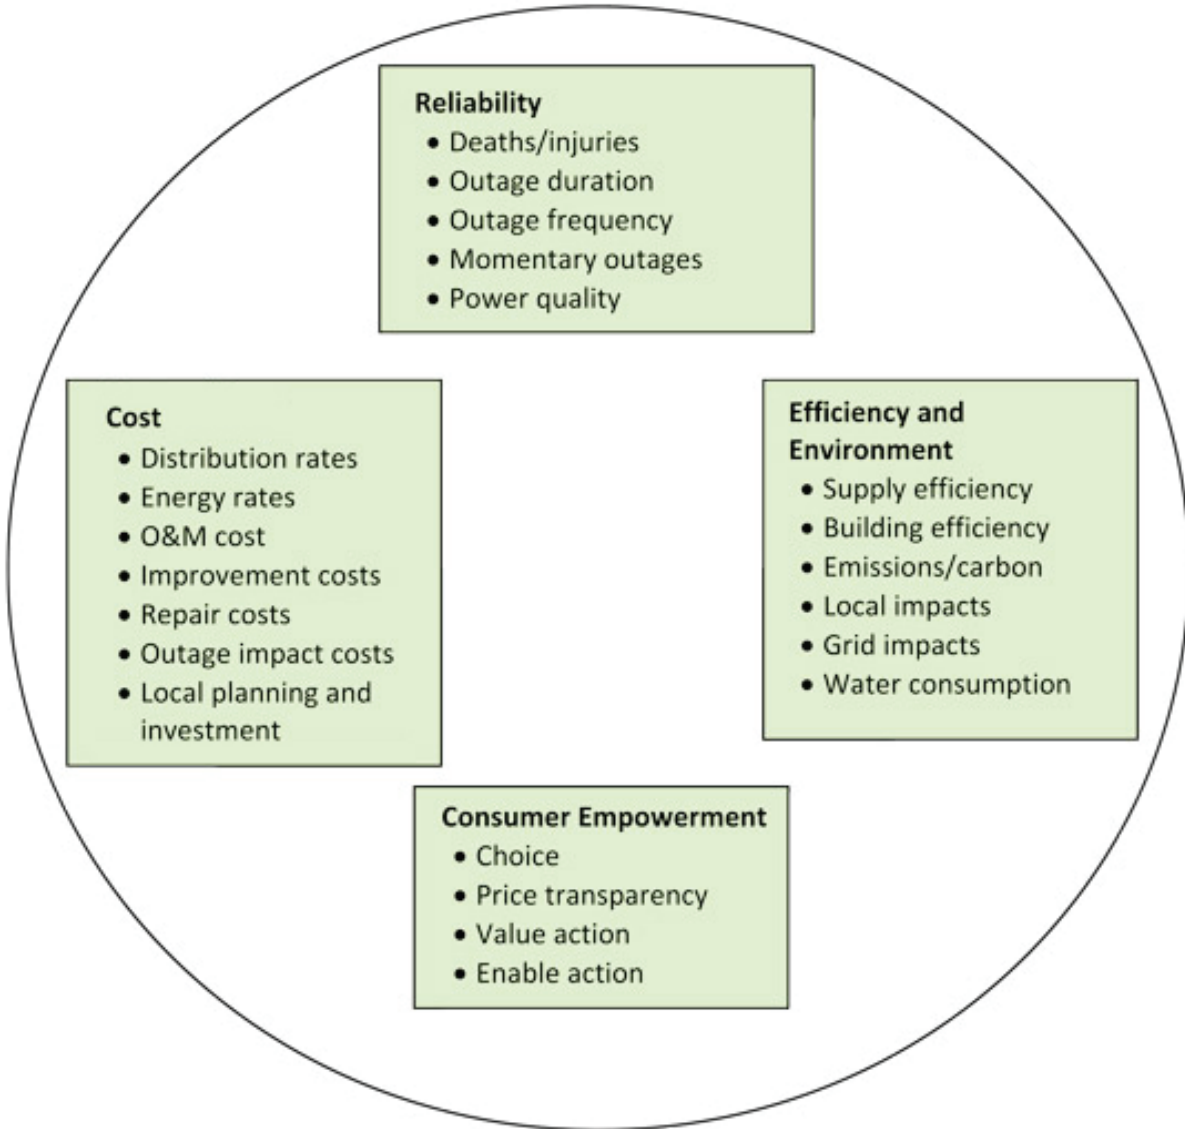 Reliability
• Deaths/injuries
• Outage duration
• Outage frequency
• Momentary outages
• Power quality
Cost
• Distribution rates
• Energy rates
• O&M cost
• Improvement costs
• Repair costs
• Outage impact costs
• Local planning and
investment
Efficiency and
Environment
• Supply efficiency
• Building efficiency
• Emissions/carbon
• Local impacts
• Grid impacts
• Water consumption
Consumer Empowerment
• Choice
• Price transparency
• Value action
• Enable action